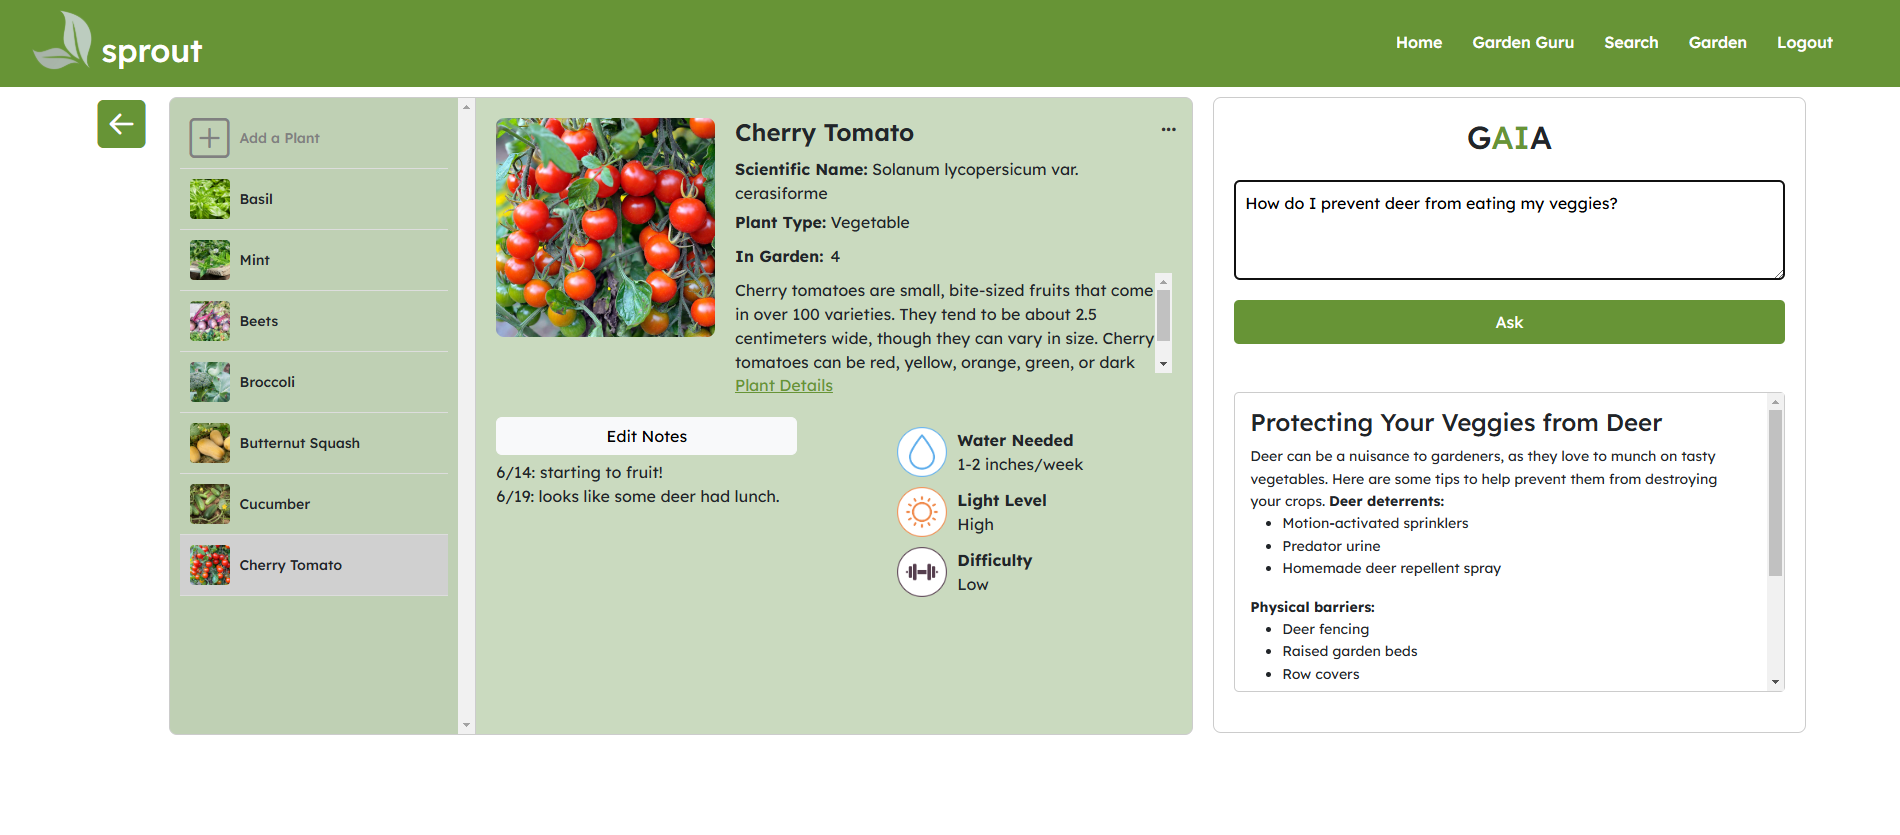 sprout
Home
Garden Guru
Search
Garden
Logout
Add a Plant
Basil
Mint
Beets
Broccoli
Butternut Squash
Cucumber
Cherry Tomato
Cherry Tomato
...
Scientific Name: Solanum lycopersicum var.
cerasiforme
Plant Type: Vegetable
In Garden: 4
Cherry tomatoes are small, bite-sized fruits that come
in over 100 varieties. They tend to be about 2.5
centimeters wide, though they can vary in size. Cherry
tomatoes can be red, yellow, orange, green, or dark
Plant Details
Edit Notes
6/14: starting to fruit!
6/19: looks like some deer had lunch.
Water Needed
1-2 inches/week
Light Level
High
Difficulty
Low
GAIA
How do I prevent deer from eating my veggies?
Ask
Protecting Your Veggies from Deer
Deer can be a nuisance to gardeners, as they love to munch on tasty
vegetables. Here are some tips to help prevent them from destroying
your crops. Deer deterrents:
• Motion-activated sprinklers
• Predator urine
• Homemade deer repellent spray
Physical barriers:
• Deer fencing
• Raised garden beds
• Row covers